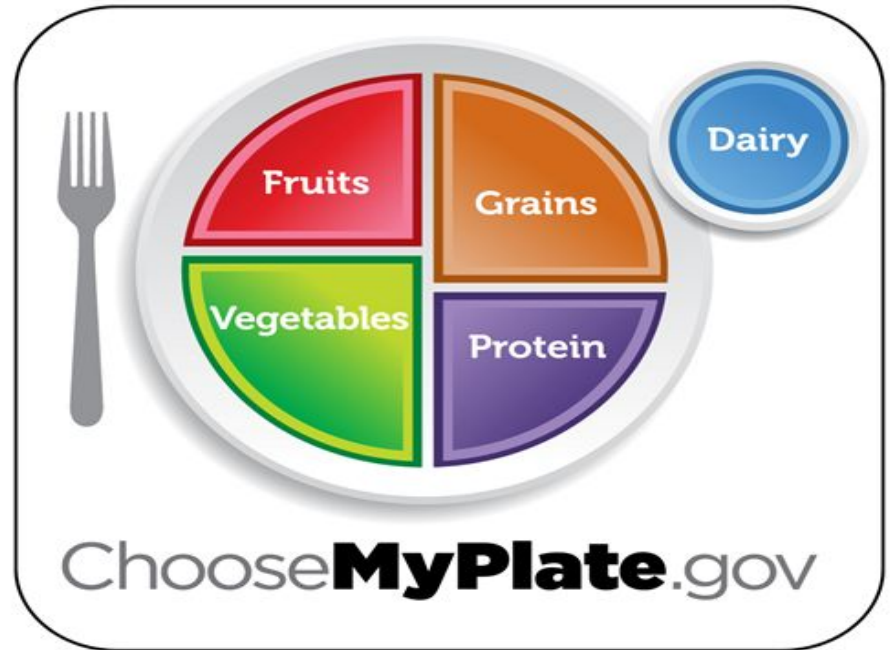 Fruits
Grains
Dairy
Vegetables
Protein
ChooseMyPlate.gov